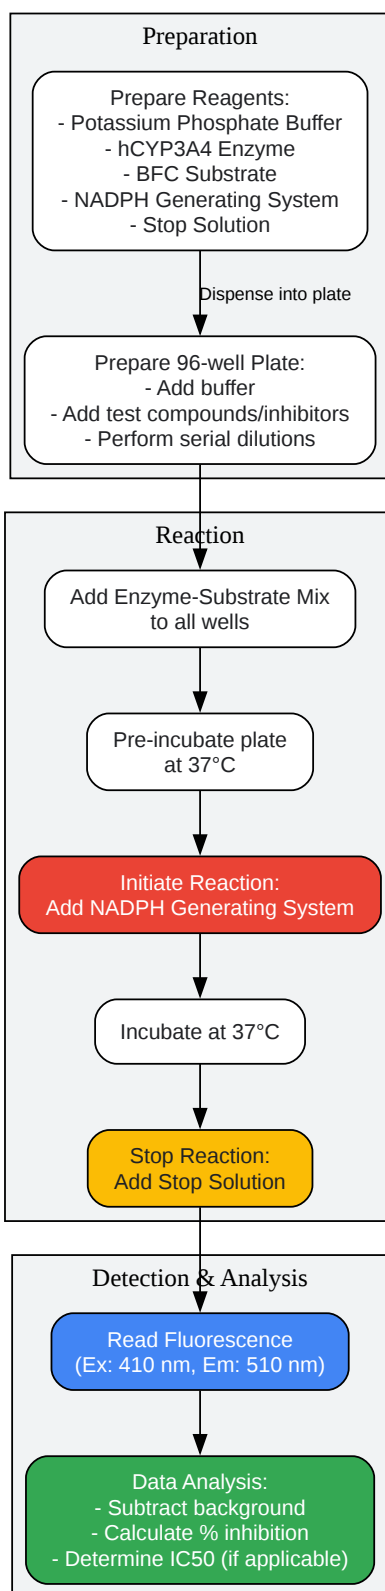 Preparation
Prepare Reagents:
- Potassium Phosphate Buffer
- hCYP3A4 Enzyme
- BFC Substrate
- NADPH Generating System
- Stop Solution
Dispense into plate
Prepare 96-well Plate:
- Add buffer
- Add test compounds/inhibitors
- Perform serial dilutions
Reaction
Add Enzyme-Substrate Mix
to all wells
Pre-incubate plate
at 37°C
Initiate Reaction:
Add NADPH Generating System
Incubate at 37°C
Stop Reaction:
Add Stop Solution
Detection & Analysis
Read Fluorescence
(Ex: 410 nm, Em: 510 nm)
Data Analysis:
- Subtract background
- Calculate % inhibition
- Determine IC50 (if applicable)